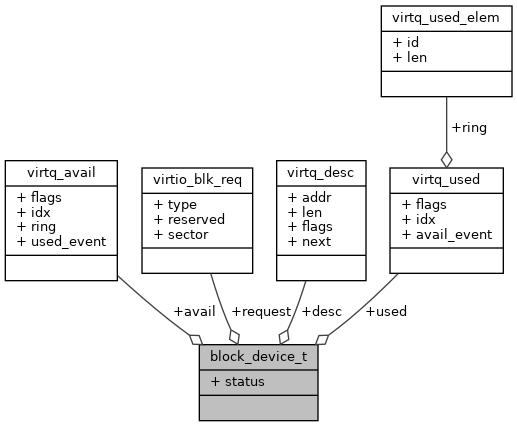 virtq_used_elem
+ id
+ len
+ring
virtq_avail
+ flags
+ idx
+ ring
+ used_event
virtio_blk_req
+ type
+ reserved
+ sector
virtq_desc
+ addr
+ len
+ flags
+ next
virtq_used
+ flags
+ idx
+ avail_event
+avail
+request
+desc
+used
block_device_t
+ status